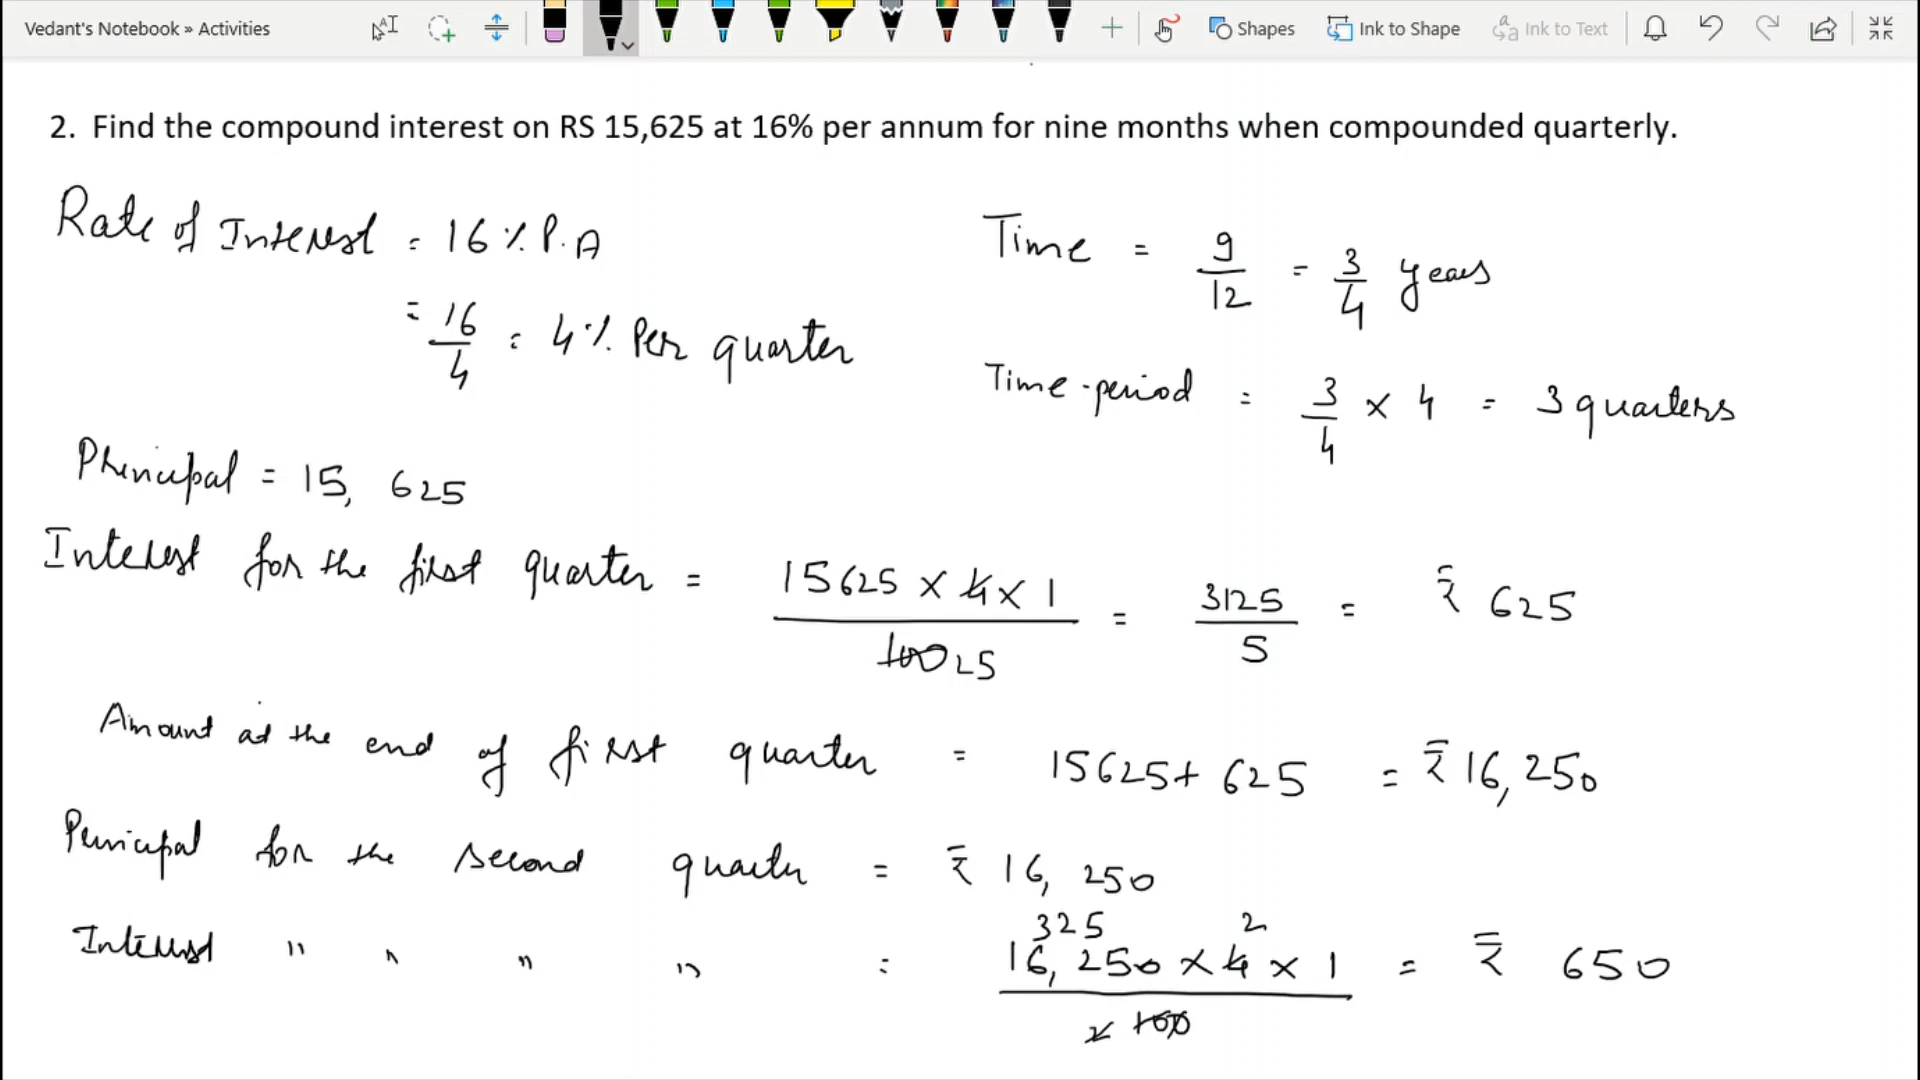 Vedant's Notebook » Activities
Shapes
Ink to Shape
Ink to Text
2. Find the compound interest on RS 15,625 at 16% per annum for nine months when compounded quarterly.
Rate of Interest = 16 % P.A
= 16/4 = 4 % Per quarter
Time = 9/12 = 3/4 years
Time-period = 3/4 × 4 = 3 quarters
Principal = 15, 625
Interest for the first quarter = 15625 × 4 × 1 / 100 25 = 3125/5 = ₹ 625
Amount at the end of first quarter = 15625 + 625 = ₹ 16,250
Principal for the second quarter = ₹ 16, 250
Interest " " " " = 325 2 16,250 × 4 × 1 / 2 100 = ₹ 650